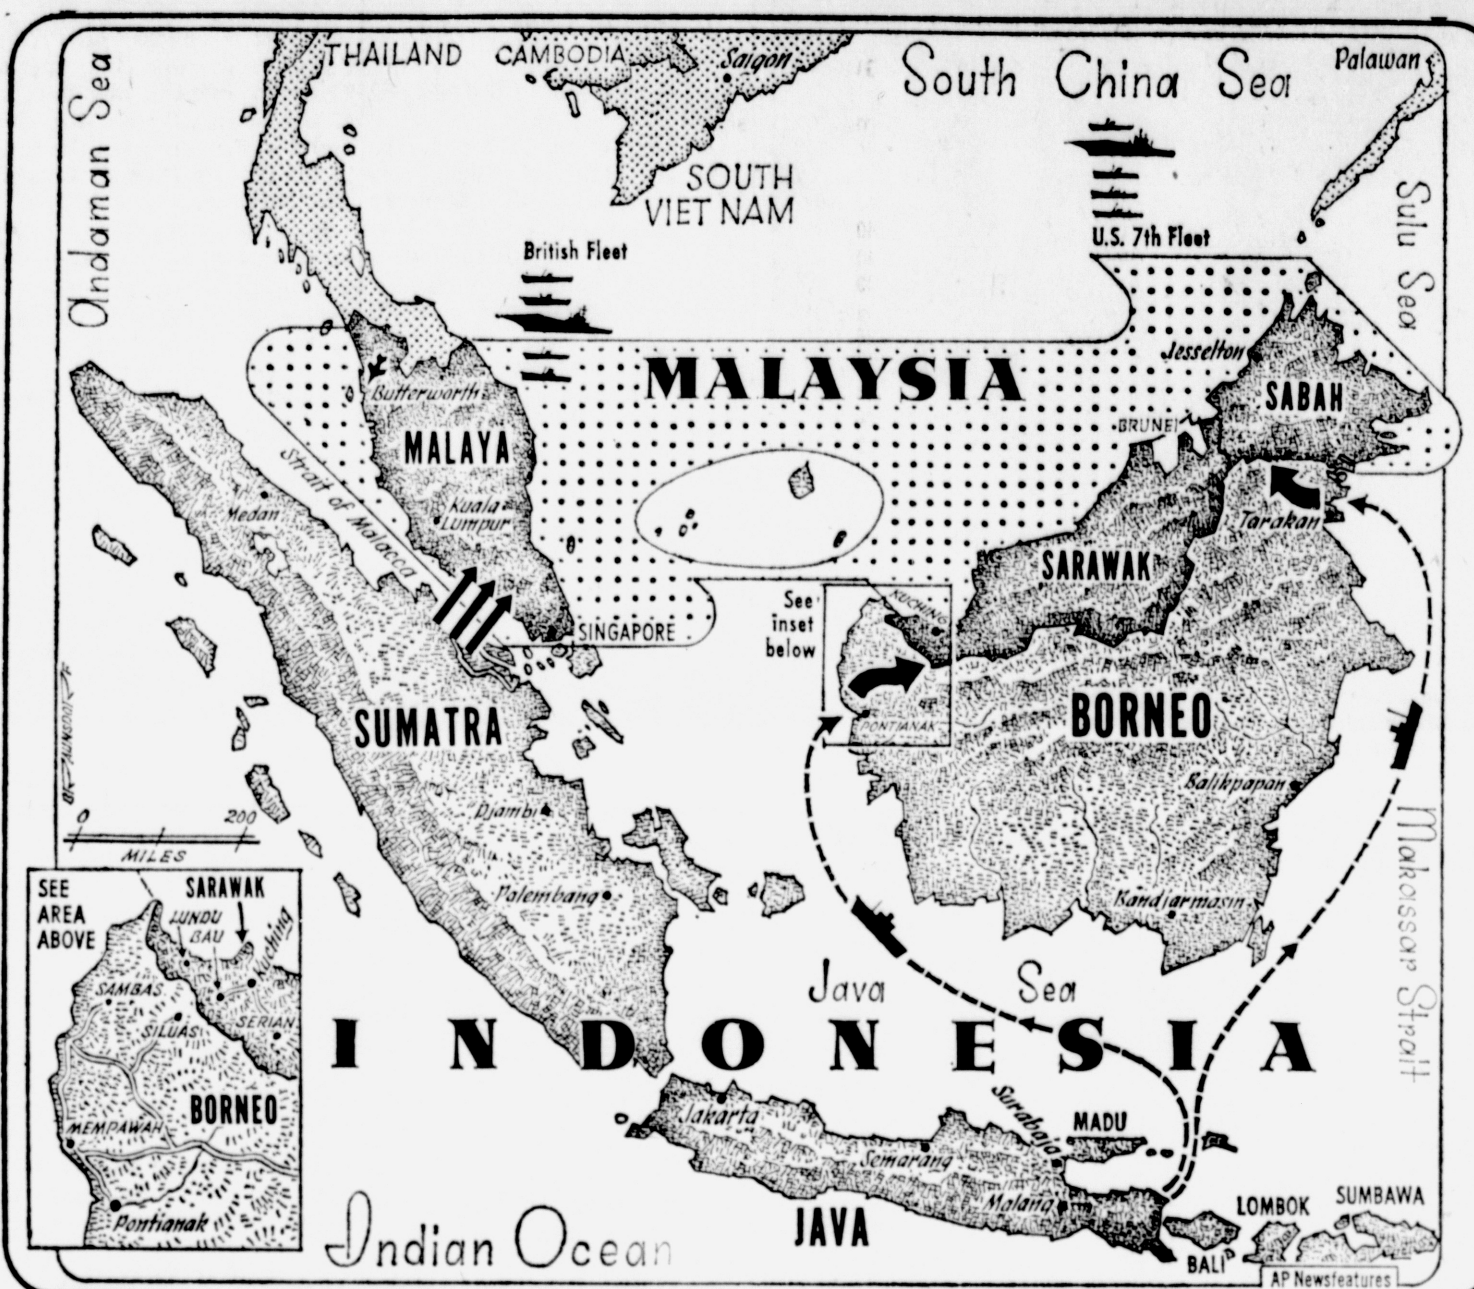 THAILAND
CAMBODIA
Saigon
South China Sea
Palawan
Andaman Sea
SOUTH
VIET NAM
Sulu Sea
British Fleet
U.S. 7th Fleet
MALAYSIA
Jesselton
SABAH
Butterworth
BRUNEI
MALAYA
Strait of Malacca
Kuala
Lumpur
Medan
Tarakan
SARAWAK
See
inset
below
KUCHING
SINGAPORE
SUMATRA
BORNEO
PONTIANAK
Balikpapan
Djambi
0 200
MILES
Makassar Strait
Palembang
Bandjarmasin
SEE
AREA
ABOVE
SARAWAK
LUNDU
BAU
Kuching
SAMBAS
SILUAS
SERIAN
BORNEO
MEMPAWAH
Pontianak
Java Sea
INDONESIA
Jakarta
Surabaja
MADU
Semarang
Malang
JAVA
Indian Ocean
LOMBOK
SUMBAWA
BALI
AP Newsfeatures